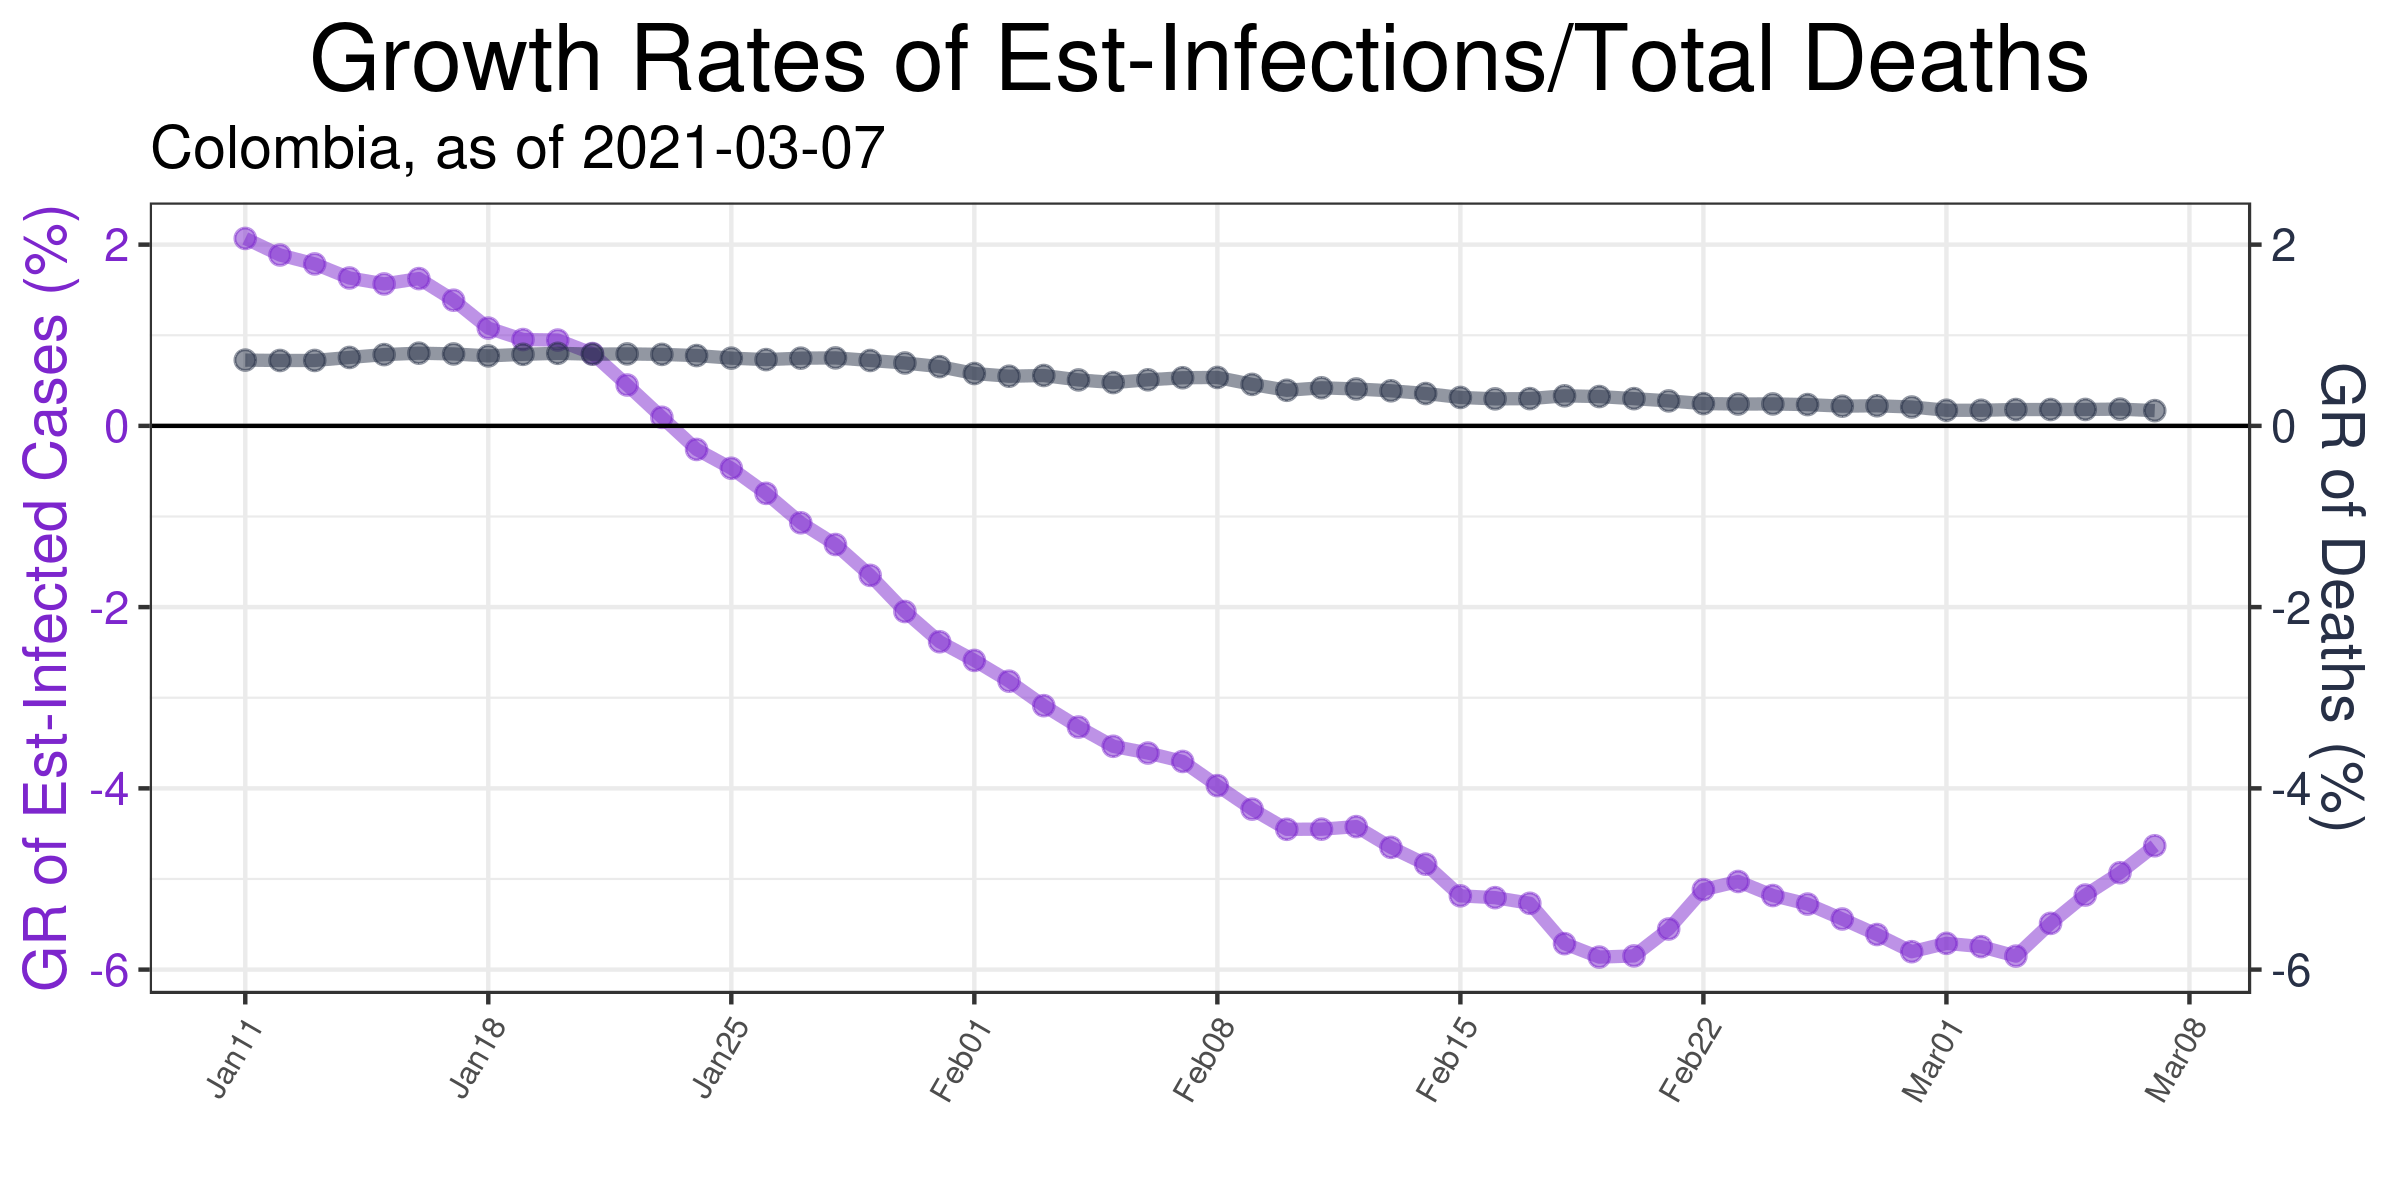 Growth Rates of Est-Infections/Total Deaths
Colombia, as of 2021-03-07
GR of Est-Infected Cases (%)
2
0
-2
-4
-6
2
0
-2
-4
-6
GR of Deaths (%)
Jan11
Jan18
Jan25
Feb01
Feb08
Feb15
Feb22
Mar01
Mar08